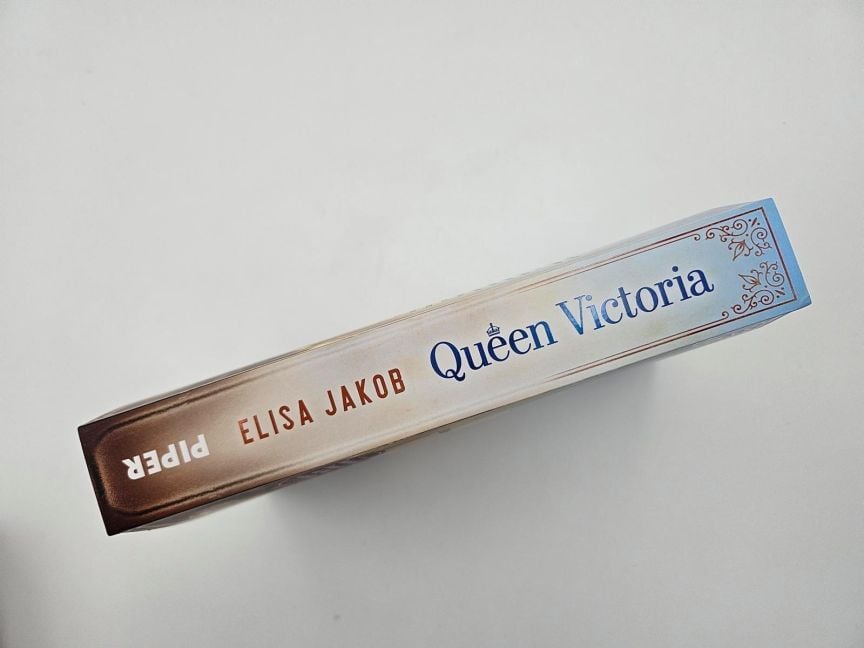 PIPER
ELISA JAKOB
Queen Victoria